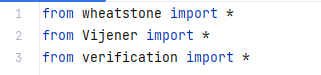 1 from wheatstone import *
2 from Vijener import *
3 from verification import *